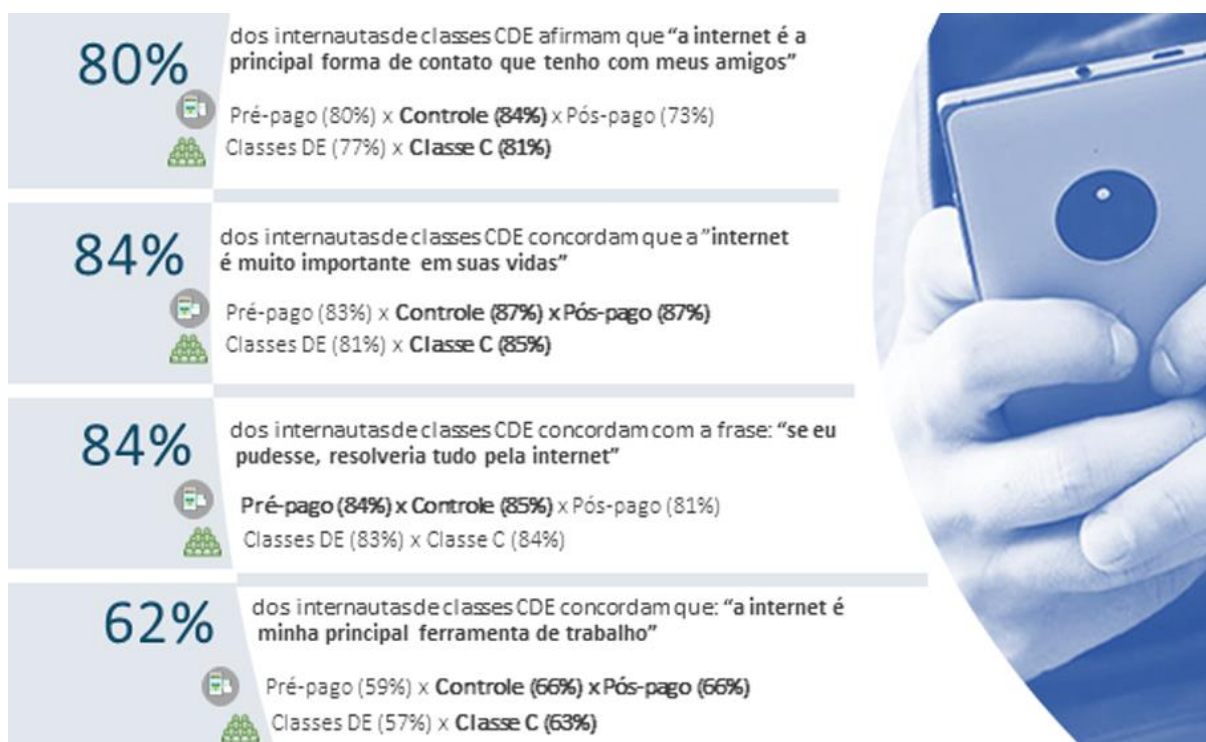 80%
dos internautas de classes CDE afirmam que “a internet é a
principal forma de contato que tenho com meus amigos”
Pré-pago (80%) x Controle (84%) x Pós-pago (73%)
Classes DE (77%) x Classe C (81%)
84%
dos internautas de classes CDE concordam que a ”internet
é muito importante em suas vidas”
Pré-pago (83%) x Controle (87%) x Pós-pago (87%)
Classes DE (81%) x Classe C (85%)
84%
dos internautas de classes CDE concordam com a frase: “se eu
pudesse, resolveria tudo pela internet”
Pré-pago (84%) x Controle (85%) x Pós-pago (81%)
Classes DE (83%) x Classe C (84%)
62%
dos internautas de classes CDE concordam que: “a internet é
minha principal ferramenta de trabalho”
Pré-pago (59%) x Controle (66%) x Pós-pago (66%)
Classes DE (57%) x Classe C (63%)